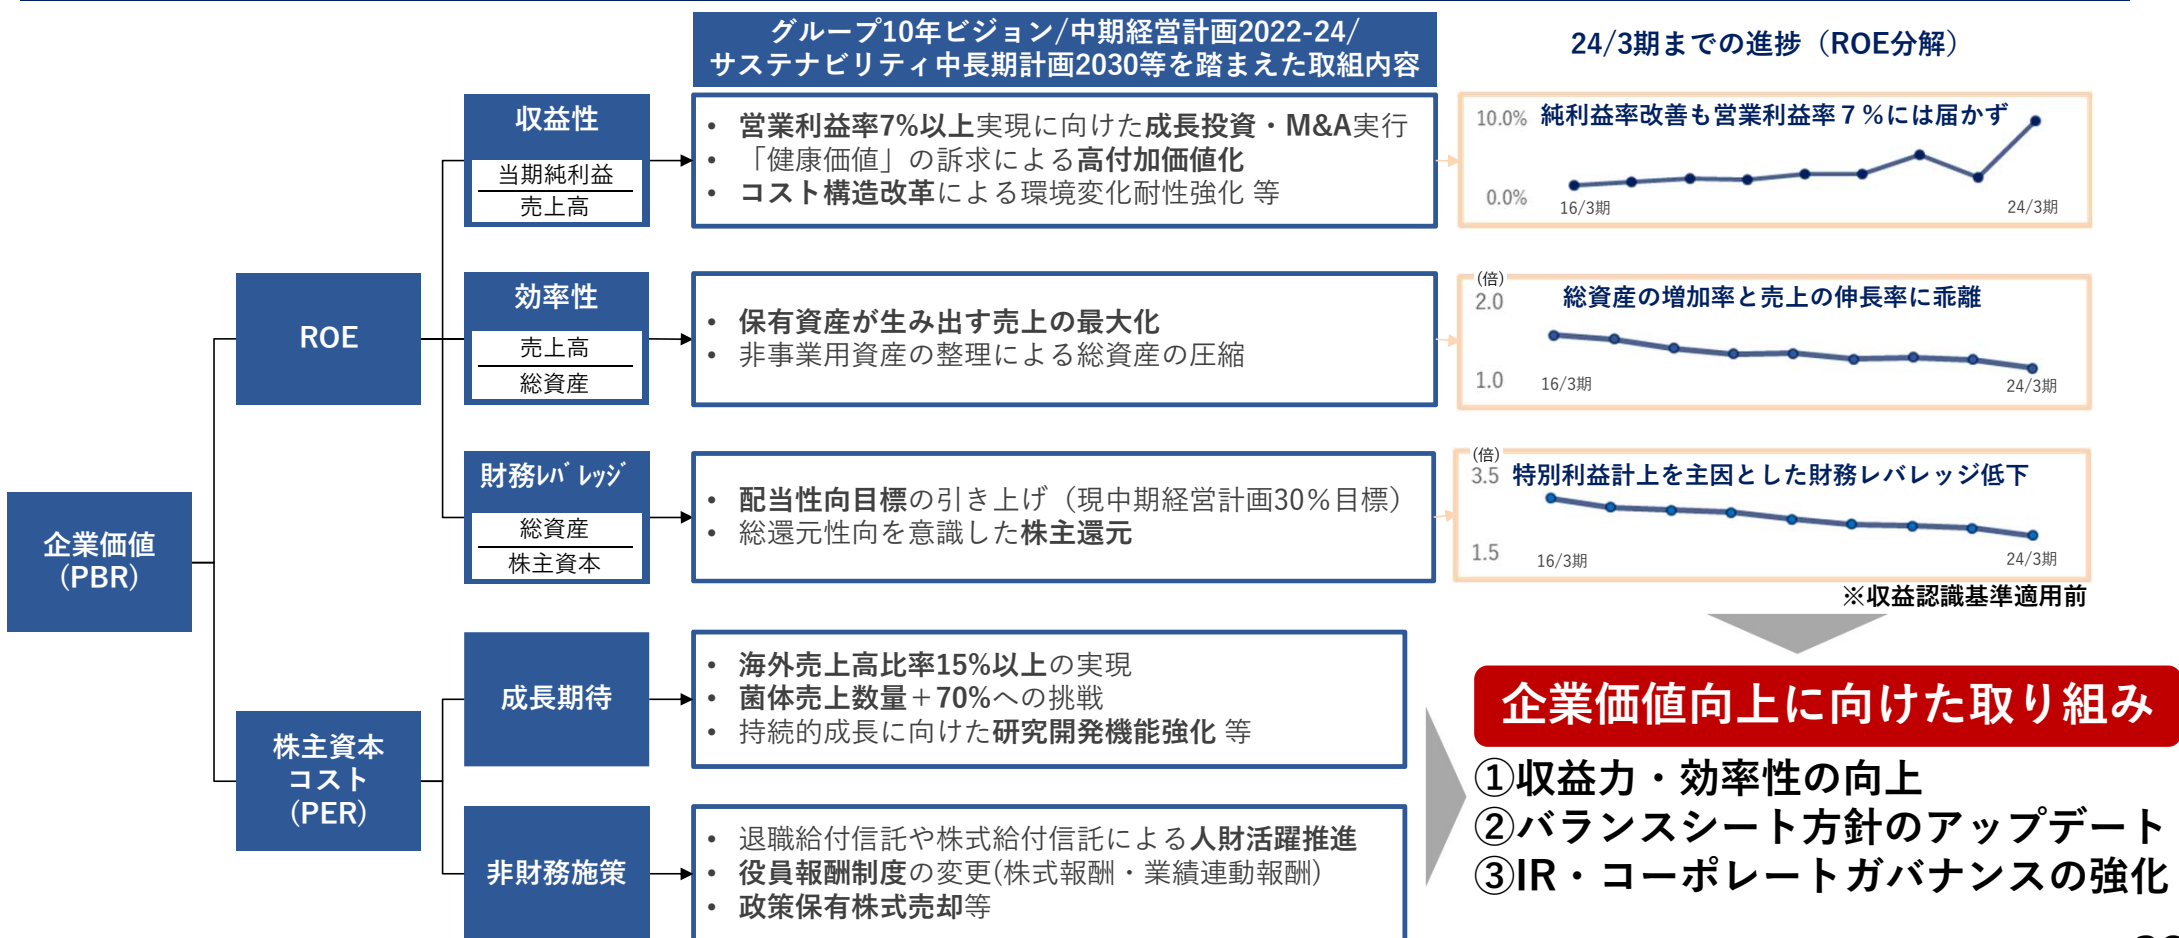 グループ10年ビジョン/中期経営計画2022-24/
サステナビリティ中長期計画2030等を踏まえた取組内容
24/3期までの進捗（ROE分解）
企業価値
(PBR)
ROE
収益性
当期純利益
売上高
・営業利益率7%以上実現に向けた成長投資・M&A実行
・「健康価値」の訴求による高付加価値化
・コスト構造改革による環境変化耐性強化 等
純利益率改善も営業利益率７％には届かず
10.0%
0.0%
16/3期
24/3期
効率性
売上高
総資産
・保有資産が生み出す売上の最大化
・非事業用資産の整理による総資産の圧縮
(倍)
総資産の増加率と売上の伸長率に乖離
2.0
1.0
16/3期
24/3期
財務ﾚﾊﾞﾚｯｼﾞ
総資産
株主資本
・配当性向目標の引き上げ（現中期経営計画30％目標）
・総還元性向を意識した株主還元
(倍)
特別利益計上を主因とした財務レバレッジ低下
3.5
1.5
16/3期
24/3期
※収益認識基準適用前
株主資本
コスト
(PER)
成長期待
・海外売上高比率15%以上の実現
・菌体売上数量＋70%への挑戦
・持続的成長に向けた研究開発機能強化 等
非財務施策
・退職給付信託や株式給付信託による人財活躍推進
・役員報酬制度の変更(株式報酬・業績連動報酬)
・政策保有株式売却等
企業価値向上に向けた取り組み
①収益力・効率性の向上
②バランスシート方針のアップデート
③IR・コーポレートガバナンスの強化